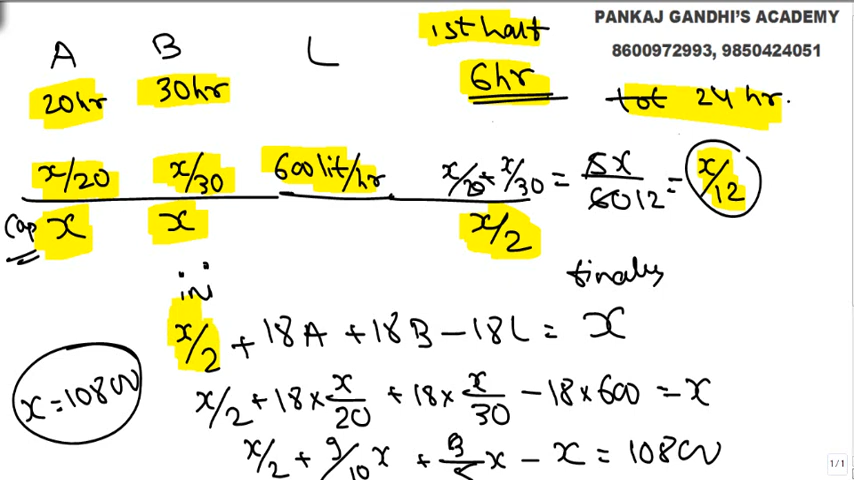 PANKAJ GANDHI'S ACADEMY
8600972993, 9850424051
A B L 1st half
20hr 30hr 6hr tot 24 hr.
x/20 x/30 600 lit/hr x/20 + x/30 = 5x/60 12 = x/12
cap x x x/2
ini finally
x/2 + 18A + 18B - 18L = x
x = 10800
x/2 + 18 x x/20 + 18 x x/30 - 18 x 600 = x
x/2 + 9/10 x + 3/5 x - x = 10800
1/1